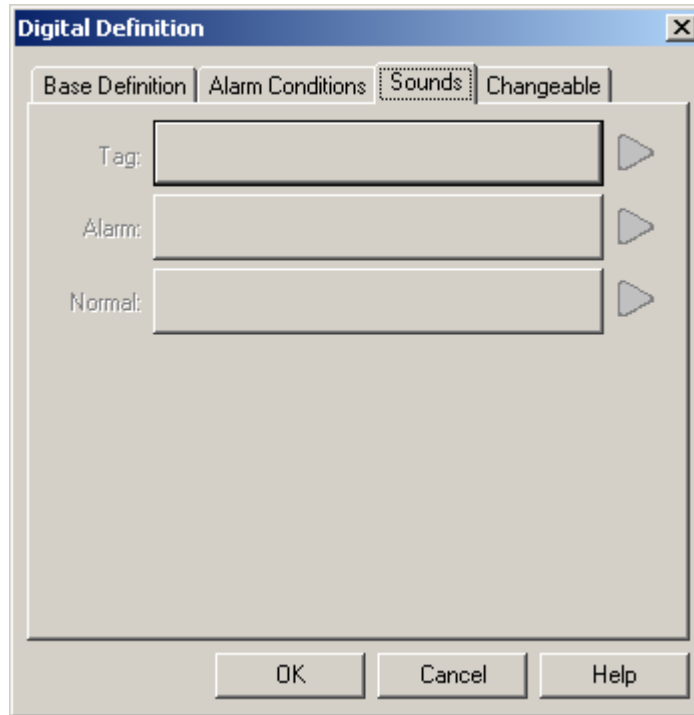 Digital Definition
Base Definition Alarm Conditions Sounds Changeable
Tag:
Alarm:
Normal:
OK Cancel Help